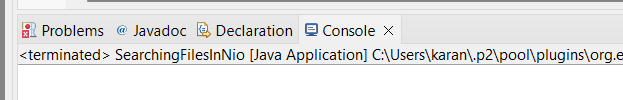 Problems @ Javadoc Declaration Console
<terminated> SearchingFilesInNio [Java Application] C:\Users\karan\.p2\pool\plugins\org.e